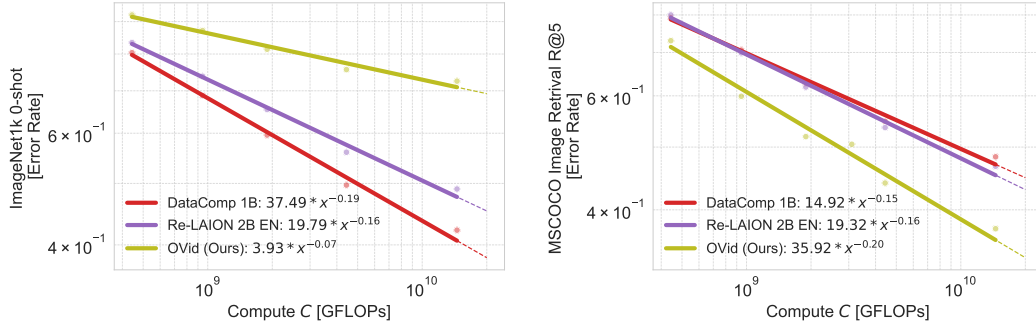 ImageNet1k 0-shot
[Error Rate]
6 × 10⁻¹
4 × 10⁻¹
DataComp 1B: 37.49 * x⁻⁰·¹⁹
Re-LAION 2B EN: 19.79 * x⁻⁰·¹⁶
OVid (Ours): 3.93 * x⁻⁰·⁰⁷
10⁹
10¹⁰
Compute C [GFLOPs]
MSCOCO Image Retrival R@5
[Error Rate]
6 × 10⁻¹
4 × 10⁻¹
DataComp 1B: 14.92 * x⁻⁰·¹⁵
Re-LAION 2B EN: 19.32 * x⁻⁰·¹⁶
OVid (Ours): 35.92 * x⁻⁰·²⁰
10⁹
10¹⁰
Compute C [GFLOPs]